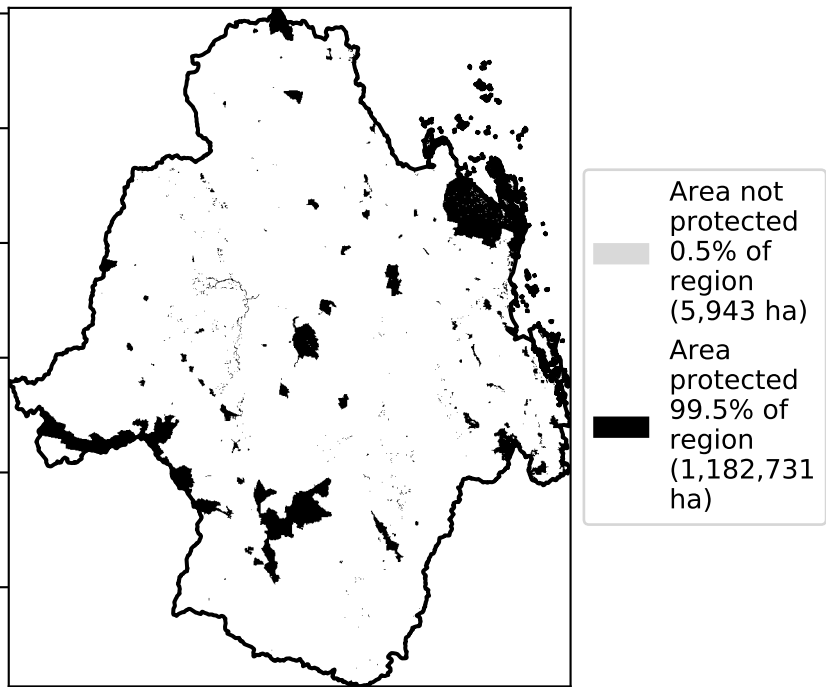 Area not
protected
0.5% of
region
(5,943 ha)
Area
protected
99.5% of
region
(1,182,731
ha)